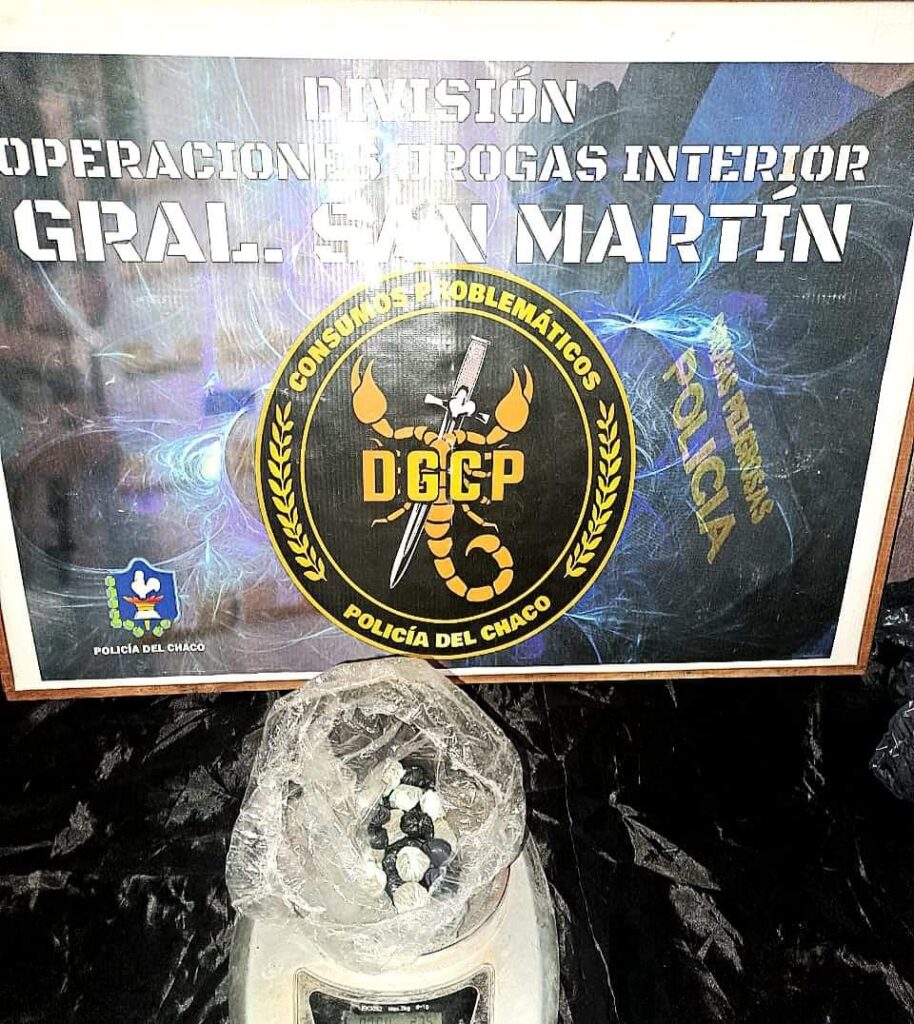 DIVISIÓN
OPERACIONES DROGAS INTERIOR
GRAL. SAN MARTÍN
CONSUMOS PROBLEMÁTICOS
DGCP
POLICÍA DEL CHACO
POLICIA
POLICÍA DEL CHACO